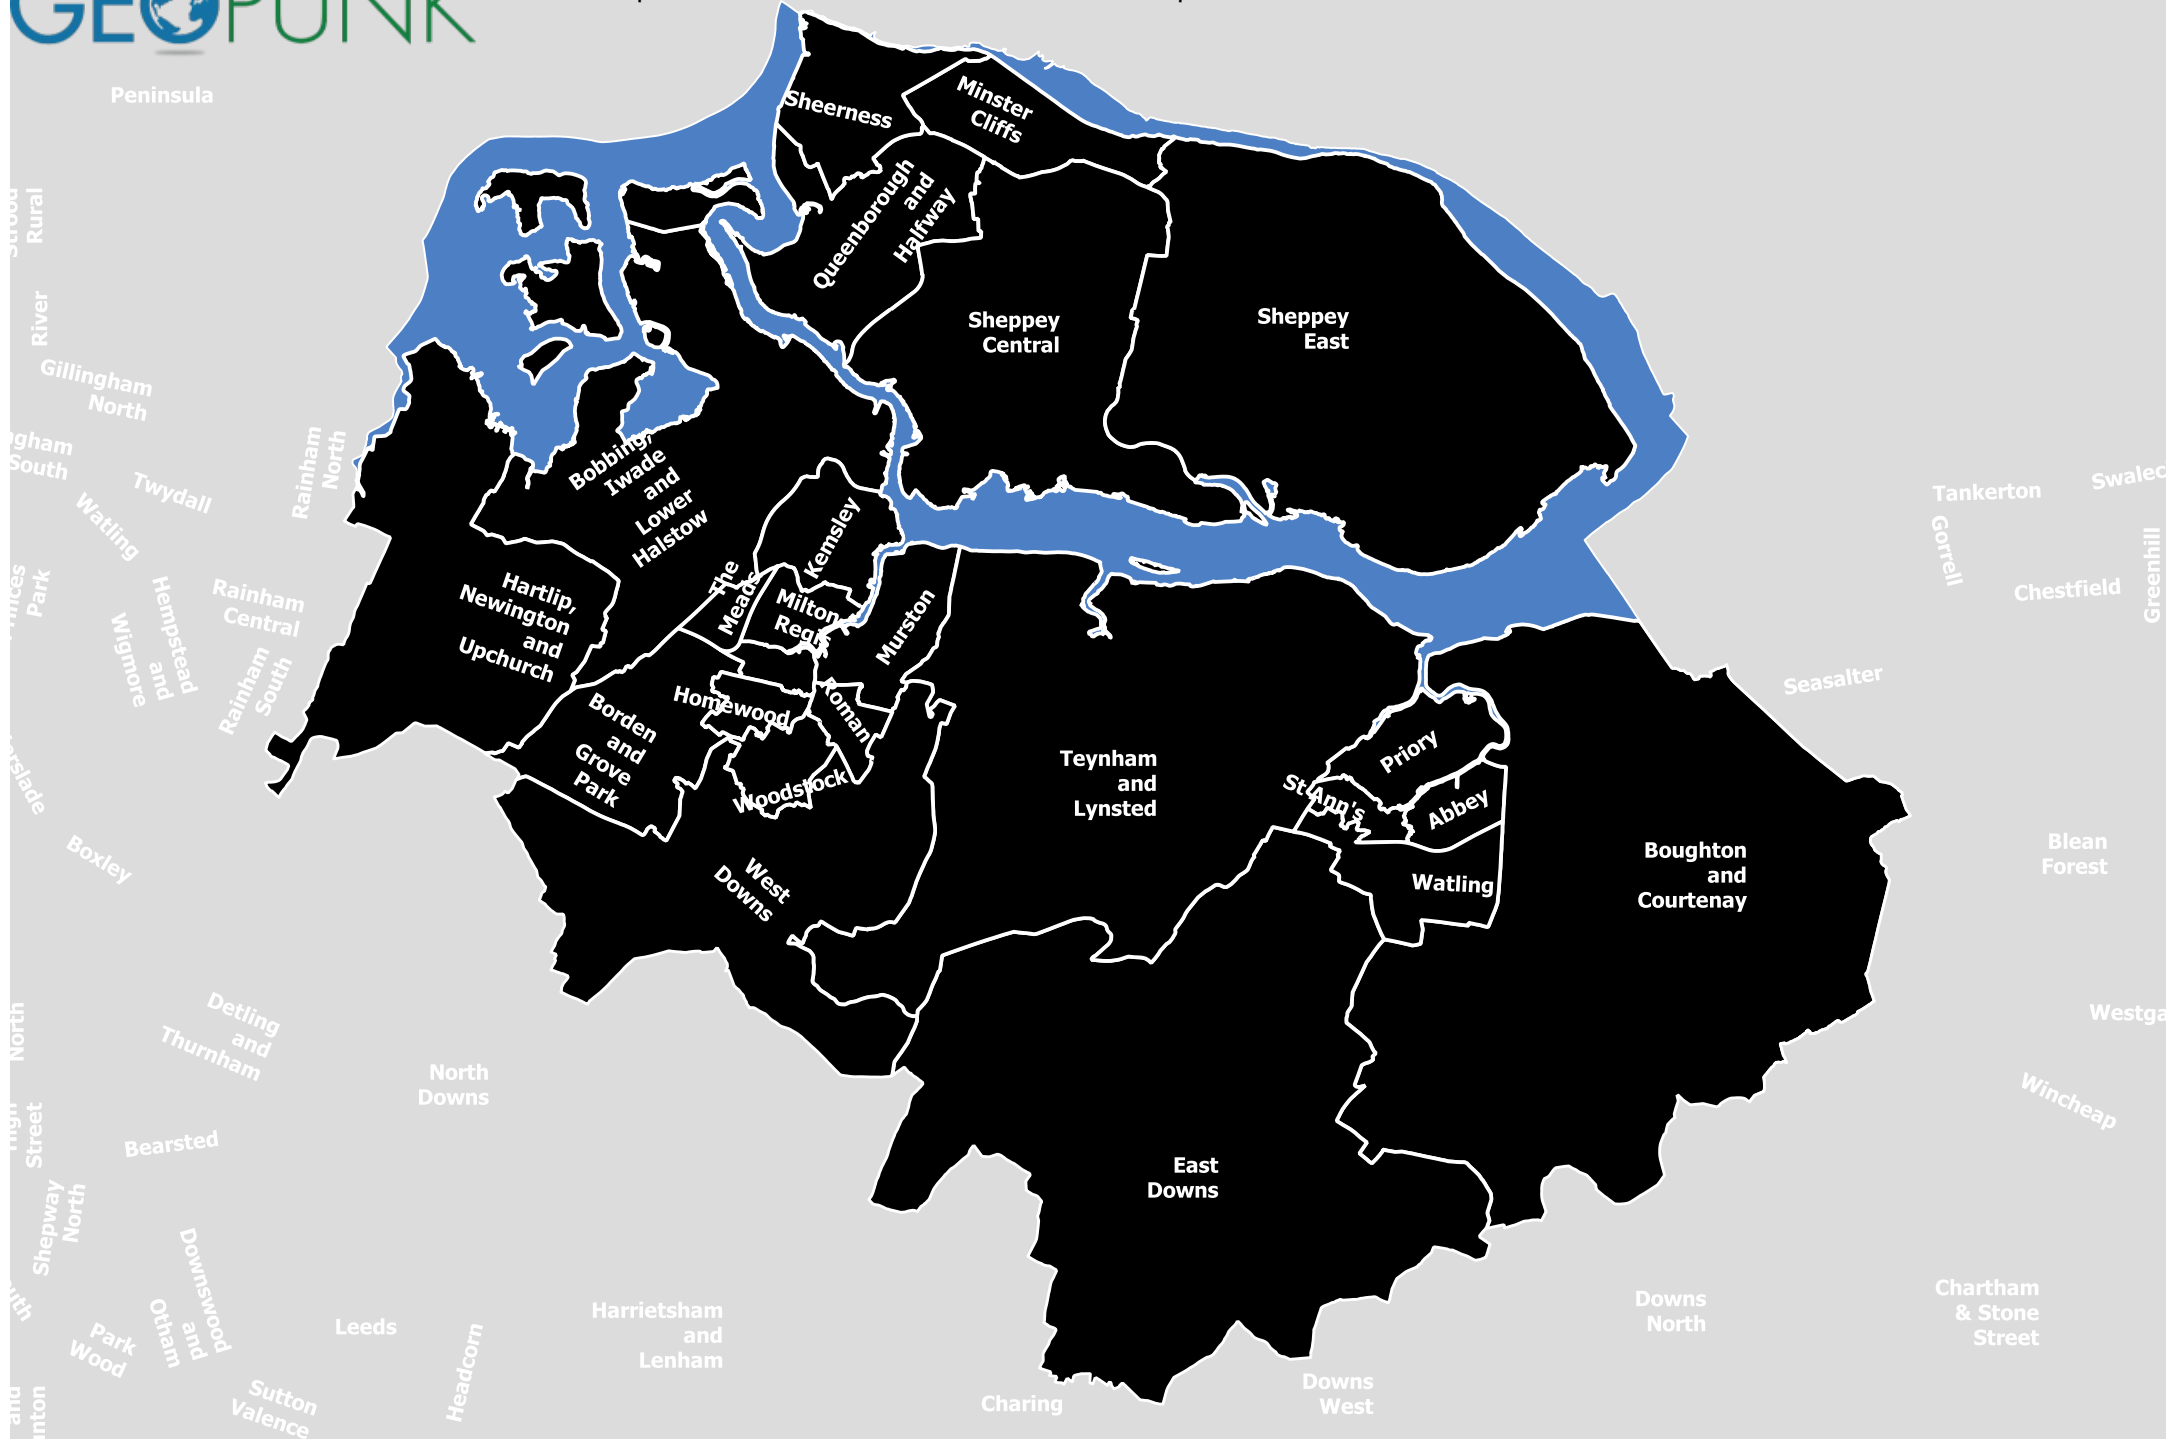 GEOPUNK
Peninsula
Sheerness
Minster
Cliffs
Rural
Queenborough
and
Halfway
River
Sheppey
Central
Sheppey
East
Gillingham
North
South
Twydall
Watling
Rainham
North
Bobbing,
Iwade
and
Lower
Halstow
Kemsley
Tankerton
Gorrell
Chestfield
Greenhill
Park
Hempstead
and
Wigmore
Rainham
Central
Rainham
South
Hartlip,
Newington
and
Upchurch
The
Meads
Milton
Regis
Murston
Seasalter
Borden
and
Grove
Park
Homewood
Roman
Woodstock
Teynham
and
Lynsted
Priory
St Ann's
Abbey
Watling
Boughton
and
Courtenay
Blean
Forest
Boxley
West
Downs
North
Detling
and
Thurnham
North
Downs
Wincheap
Street
Bearsted
East
Downs
Shepway
North
Downswood
and
Otham
Park
Wood
Leeds
Headcorn
Harrietsham
and
Lenham
Sutton
Valence
Charing
Downs
West
Downs
North
Chartham
& Stone
Street
and